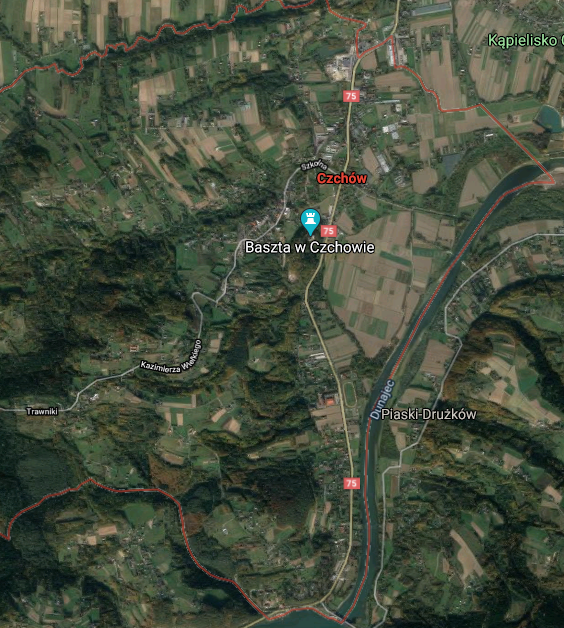 Kąpielisko
75
Szkolna
Czchów
75
Baszta w Czchowie
Kazimierza Wielkiego
Trawniki
Dunajec
Piaski-Drużków
75